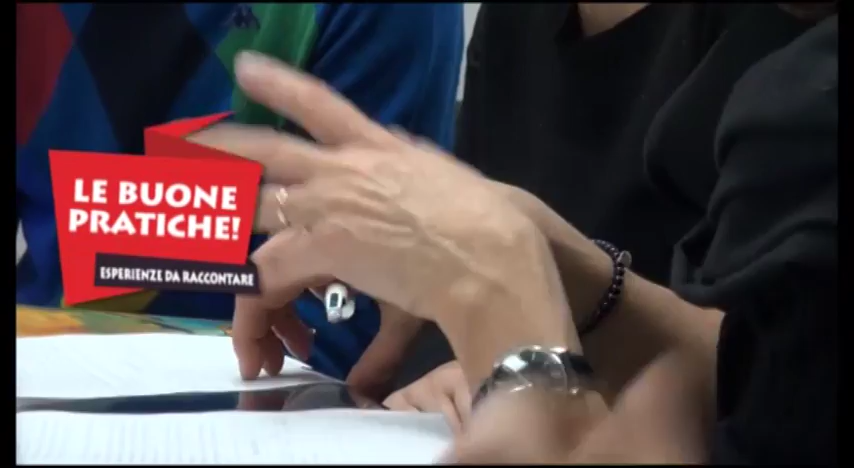 LE BUONE
PRATICHE!
ESPERIENZE DA RACCONTARE